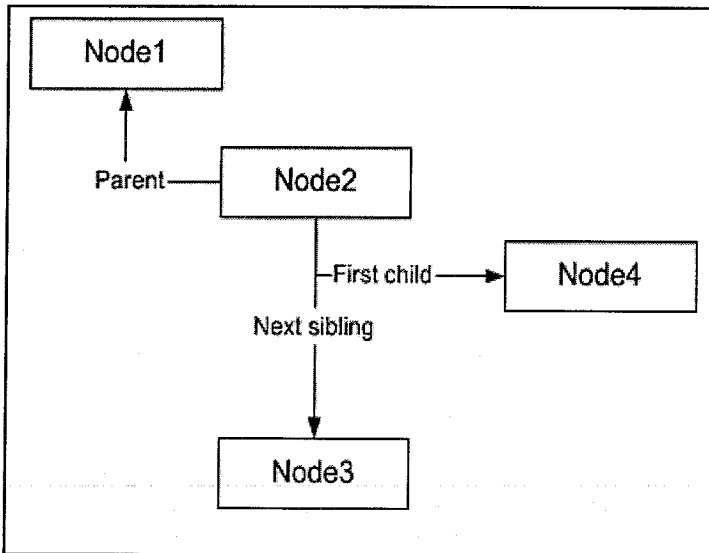 Node1
Parent
Node2
First child
Node4
Next sibling
Node3